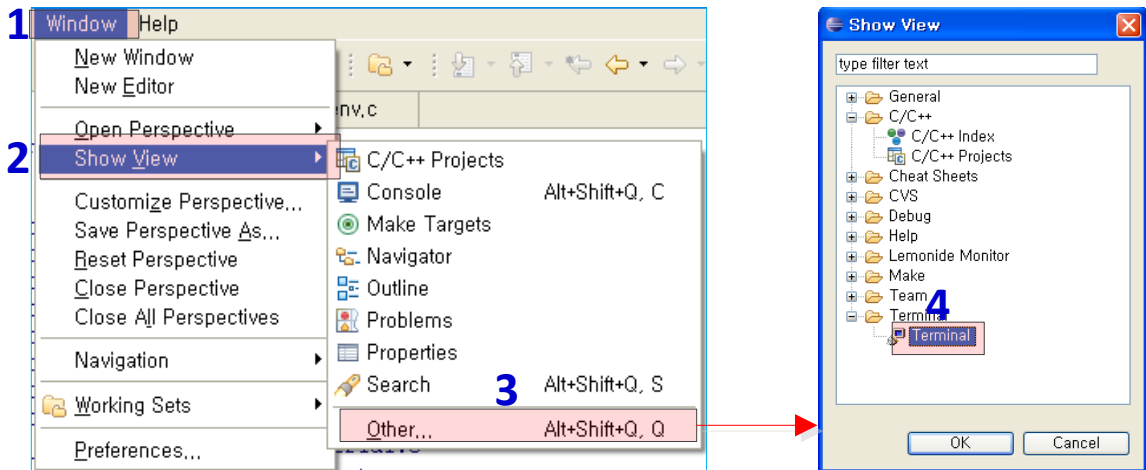 1 Window Help
New Window
New Editor
env,c
Open Perspective
2 Show View
Customize Perspective,,,
Save Perspective As,,,
Reset Perspective
Close Perspective
Close All Perspectives
Navigation
Working Sets
Preferences,,,
C/C++ Projects
Console Alt+Shift+Q, C
Make Targets
Navigator
Outline
Problems
Properties
Search Alt+Shift+Q, S
3
Other,,, Alt+Shift+Q, Q
Show View
type filter text
General
C/C++
C/C++ Index
C/C++ Projects
Cheat Sheets
CVS
Debug
Help
Lemonide Monitor
Make
Team
4
Terminal
Terminal
OK Cancel